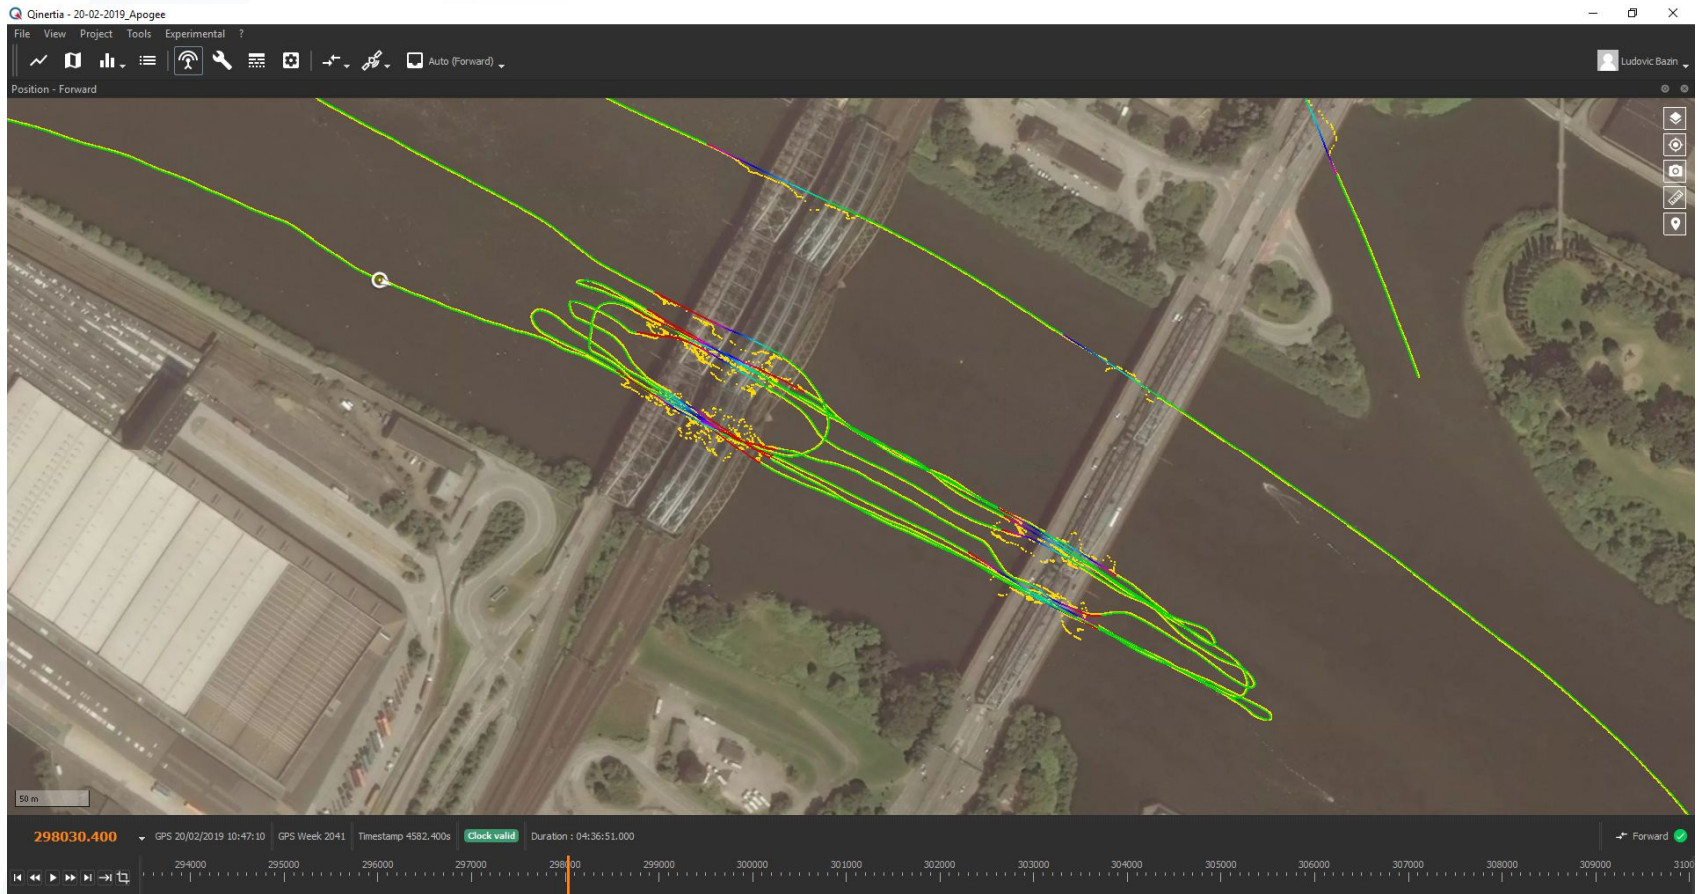 Qinertia - 20-02-2019_Apogee
File View Project Tools Experimental ?
Auto (Forward)
Ludovic Bazin
Position - Forward
50 m
298030.400 GPS 20/02/2019 10:47:10 GPS Week 2041 Timestamp 4582.400s Clock valid Duration : 04:36:51.000 Forward
294000 295000 296000 297000 298000 299000 300000 301000 302000 303000 304000 305000 306000 307000 308000 309000 3100